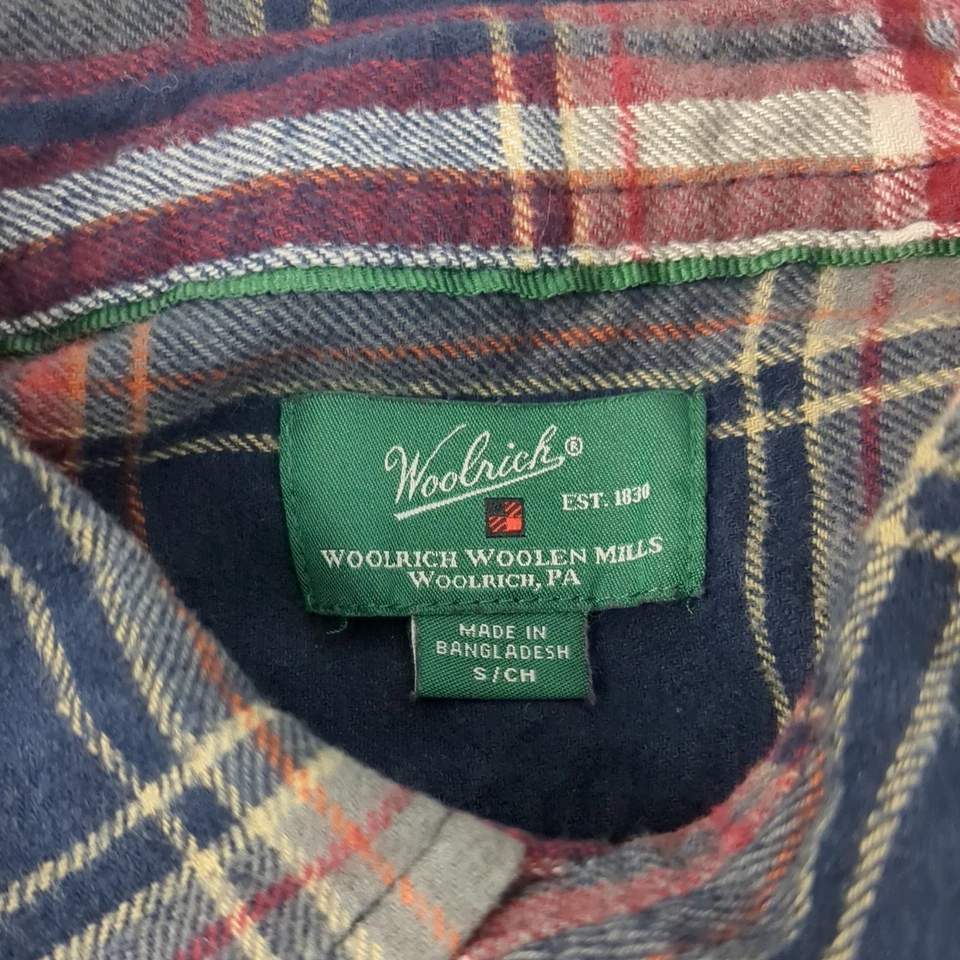 Woolrich®
EST. 1830
WOOLRICH WOOLEN MILLS
WOOLRICH, PA
MADE IN
BANGLADESH
S/CH